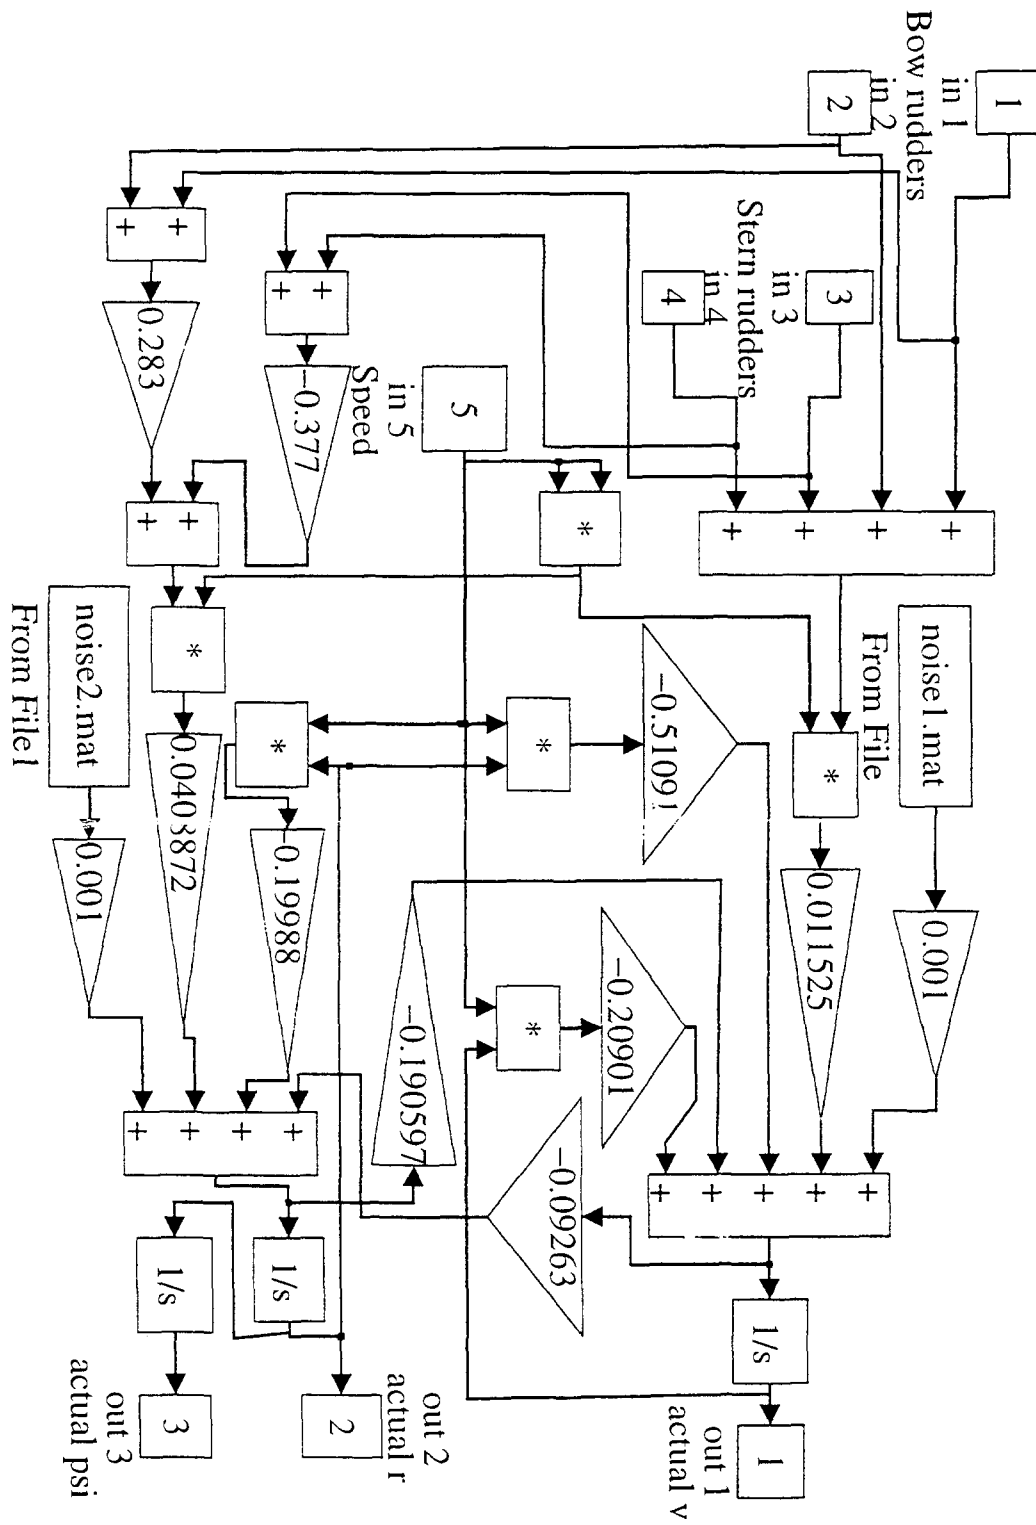 1
in 1
Bow rudders
2
in 2
3
in 3
Stern rudders
4
in 4
5
in 5
Speed
+
+
+
+
+
+
+
+
0.283
-0.377
+
+
*
*
*
*
*
*
noise1.mat
From File
0.001
0.011525
-0.51091
-0.20901
-0.190597
-0.09263
-0.19988
0.0403872
noise2.mat
From File1
0.001
+
+
+
+
+
+
+
+
+
1/s
1/s
1/s
1
out 1
actual v
2
out 2
actual r
3
out 3
actual psi